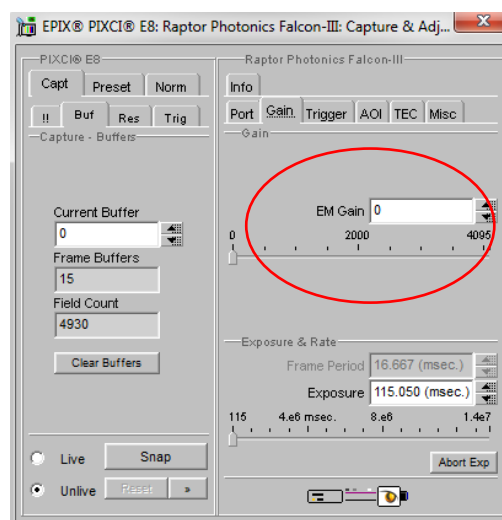 EPIX® PIXCI® E8: Raptor Photonics Falcon-III: Capture & Adj...
PIXCI® E8
Capt Preset Norm
!! Buf Res Trig
Capture - Buffers
Current Buffer
0
Frame Buffers
15
Field Count
4930
Clear Buffers
Live Snap
Unlive Reset »
Raptor Photonics Falcon-III
Info
Port Gain Trigger AOI TEC Misc
Gain
EM Gain 0
0 2000 4095
Exposure & Rate
Frame Period 16.667 (msec.)
Exposure 115.050 (msec.)
115 4.e6 msec. 8.e6 1.4e7
Abort Exp